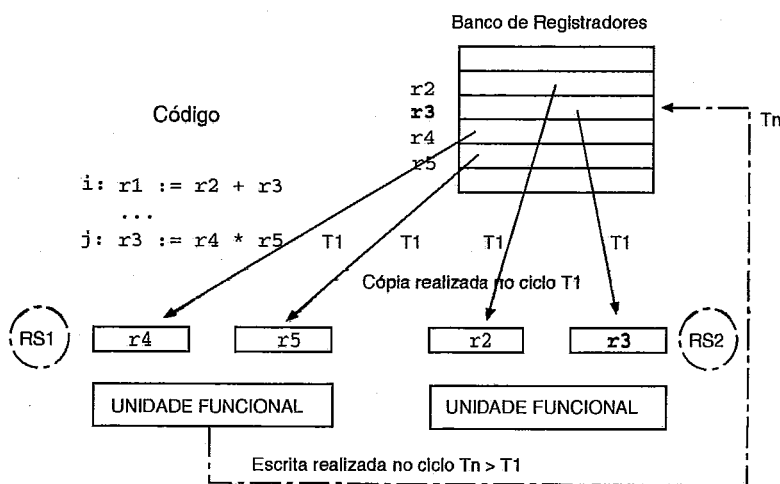 Banco de Registradores
r2
r3
r4
r5
Tn
Código
i: r1 := r2 + r3
...
j: r3 := r4 * r5
T1 T1 T1 T1
Cópia realizada no ciclo T1
RS1 r4 r5 r2 r3 RS2
UNIDADE FUNCIONAL UNIDADE FUNCIONAL
Escrita realizada no ciclo Tn > T1